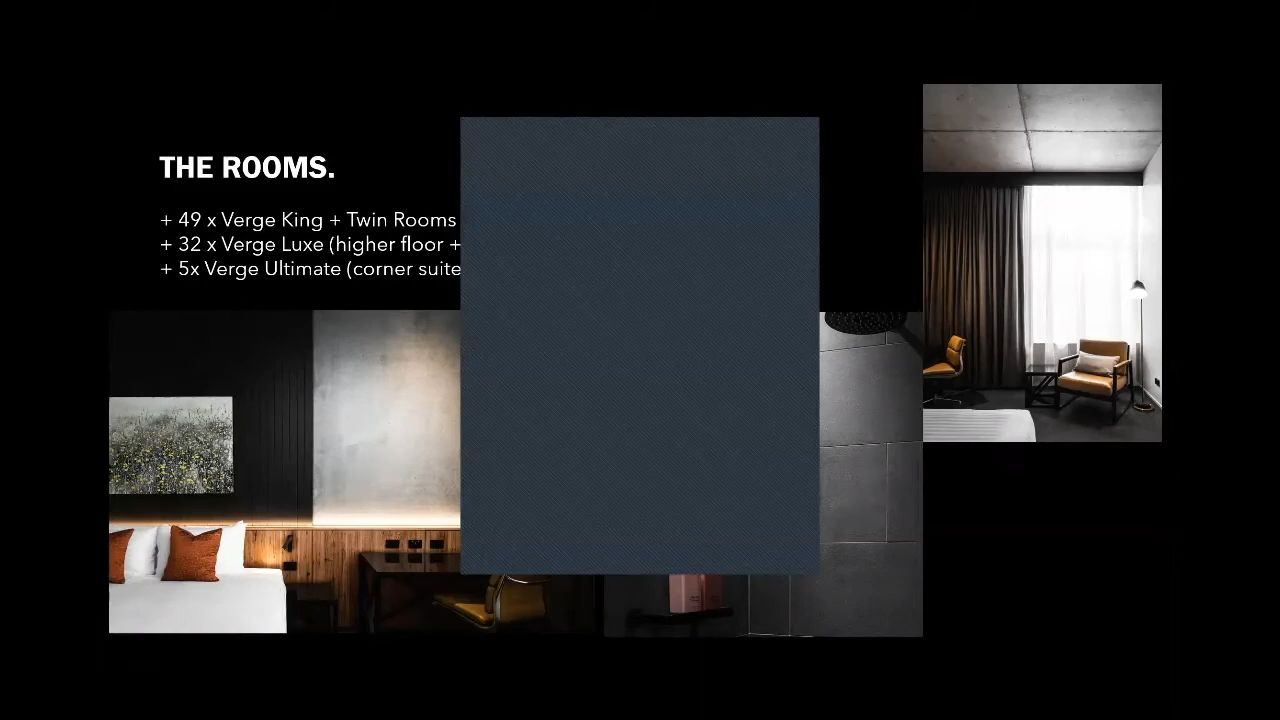 THE ROOMS.
+ 49 x Verge King + Twin Rooms
+ 32 x Verge Luxe (higher floor +
+ 5x Verge Ultimate (corner suite